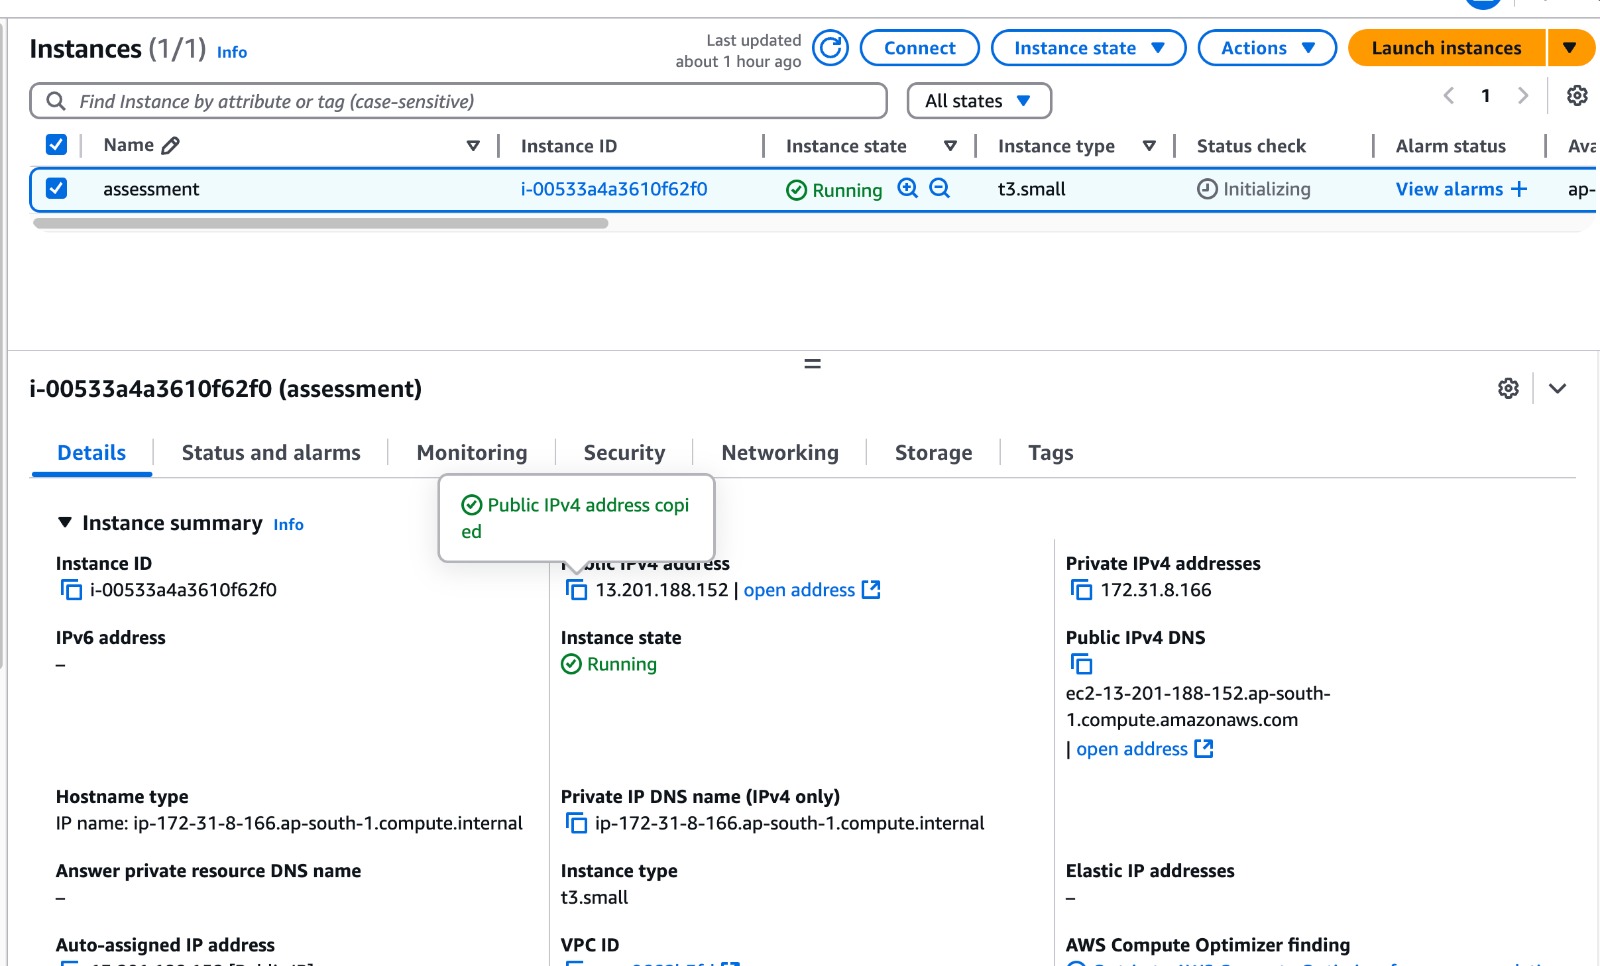 Instances (1/1) Info
Last updated
about 1 hour ago
Connect
Instance state
Actions
Launch instances
Find Instance by attribute or tag (case-sensitive)
All states
1
Name
Instance ID
Instance state
Instance type
Status check
Alarm status
Ava
assessment
i-00533a4a3610f62f0
Running
t3.small
Initializing
View alarms +
ap-
i-00533a4a3610f62f0 (assessment)
Details
Status and alarms
Monitoring
Security
Networking
Storage
Tags
Public IPv4 address copi
ed
Instance summary Info
Instance ID
i-00533a4a3610f62f0
address
13.201.188.152 | open address
Private IPv4 addresses
172.31.8.166
IPv6 address
–
Instance state
Running
Public IPv4 DNS
ec2-13-201-188-152.ap-south-
1.compute.amazonaws.com
| open address
Hostname type
IP name: ip-172-31-8-166.ap-south-1.compute.internal
Private IP DNS name (IPv4 only)
ip-172-31-8-166.ap-south-1.compute.internal
Answer private resource DNS name
–
Instance type
t3.small
Elastic IP addresses
–
Auto-assigned IP address
VPC ID
AWS Compute Optimizer finding